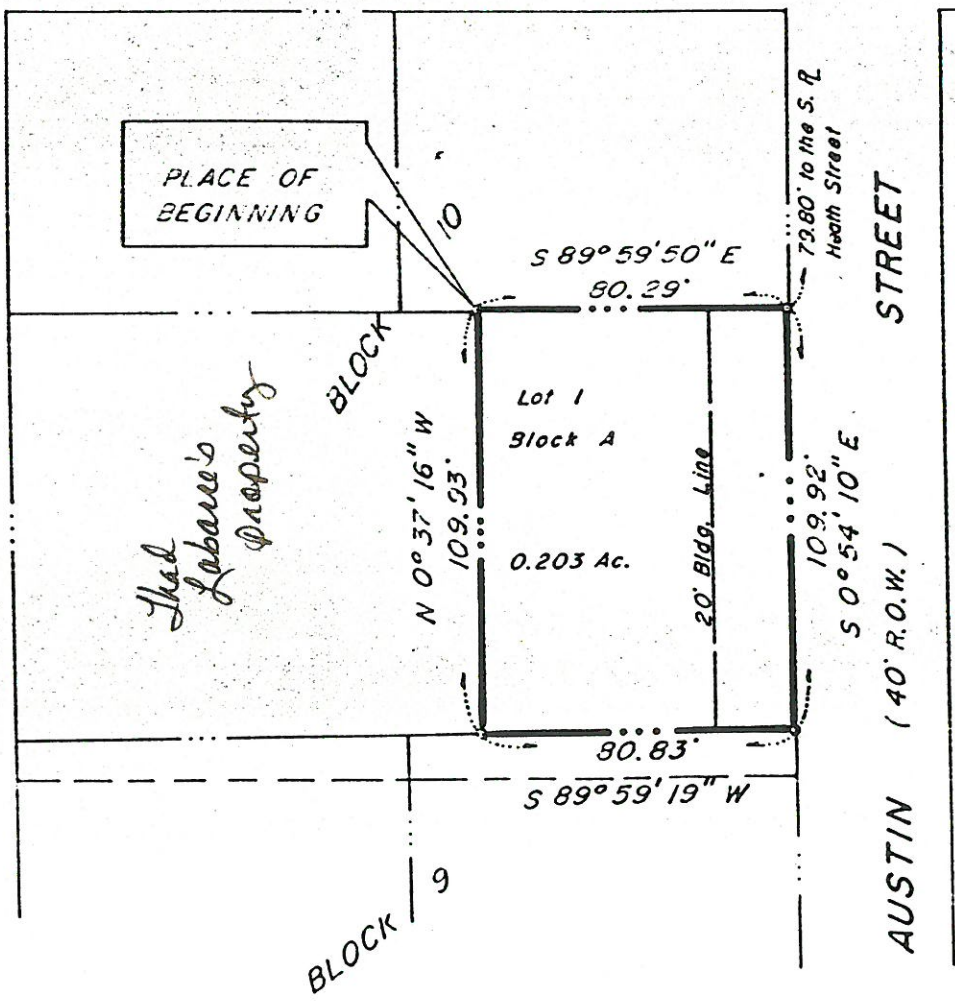 PLACE OF
BEGINNING
10
BLOCK
S 89° 59' 50" E
80.29'
79.80' to the S. R
Heath Street
STREET
Thad
Labarre's
property
N 0° 37' 16" W
109.93'
Lot 1
Block A
0.203 Ac.
20' Bldg. Line
109.92'
S 0° 54' 10" E
(40' R.O.W.)
AUSTIN
80.83'
S 89° 59' 19" W
BLOCK 9